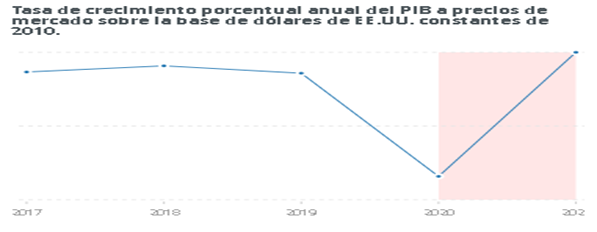 Tasa de crecimiento porcentual anual del PIB a precios de
mercado sobre la base de dólares de EE.UU. constantes de
2010.
2017 2018 2019 2020 202